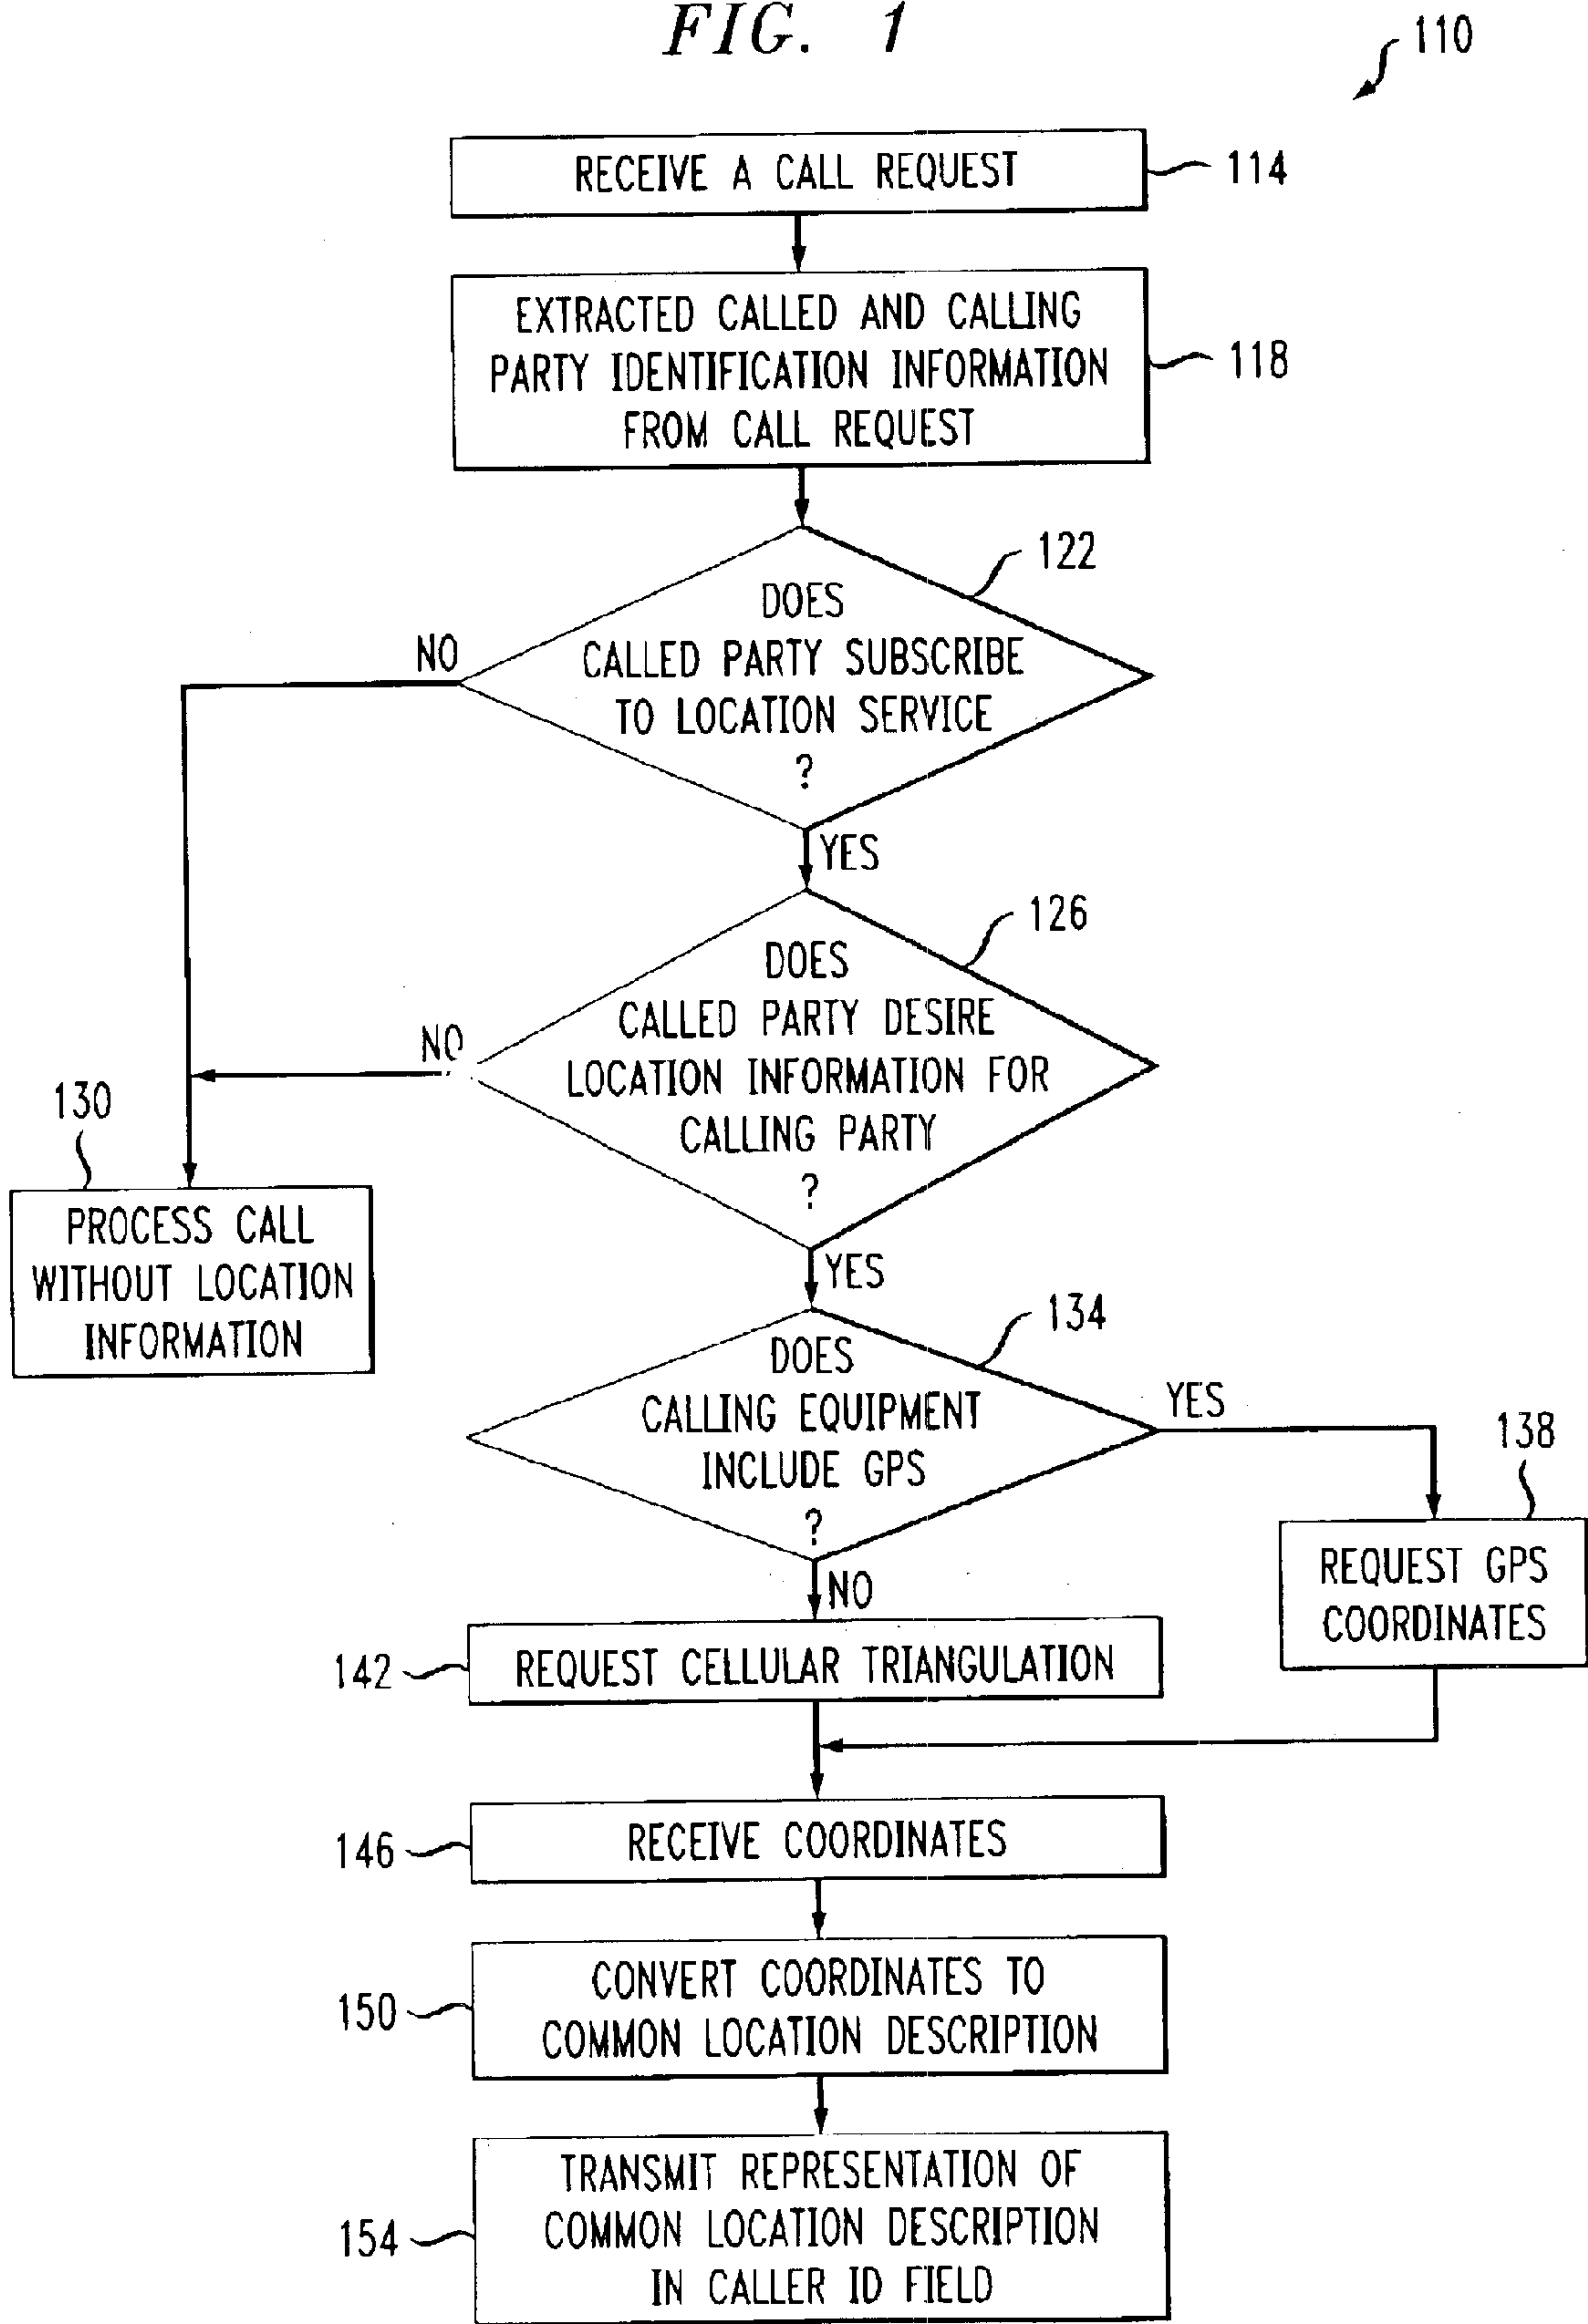 FIG. 1
110
RECEIVE A CALL REQUEST
114
EXTRACTED CALLED AND CALLING
PARTY IDENTIFICATION INFORMATION
FROM CALL REQUEST
118
122
DOES
CALLED PARTY SUBSCRIBE
TO LOCATION SERVICE
?
NO
YES
126
DOES
CALLED PARTY DESIRE
LOCATION INFORMATION FOR
CALLING PARTY
?
NO
130
PROCESS CALL
WITHOUT LOCATION
INFORMATION
YES
134
DOES
CALLING EQUIPMENT
INCLUDE GPS
?
YES
138
REQUEST GPS
COORDINATES
NO
142
REQUEST CELLULAR TRIANGULATION
146
RECEIVE COORDINATES
150
CONVERT COORDINATES TO
COMMON LOCATION DESCRIPTION
154
TRANSMIT REPRESENTATION OF
COMMON LOCATION DESCRIPTION
IN CALLER ID FIELD